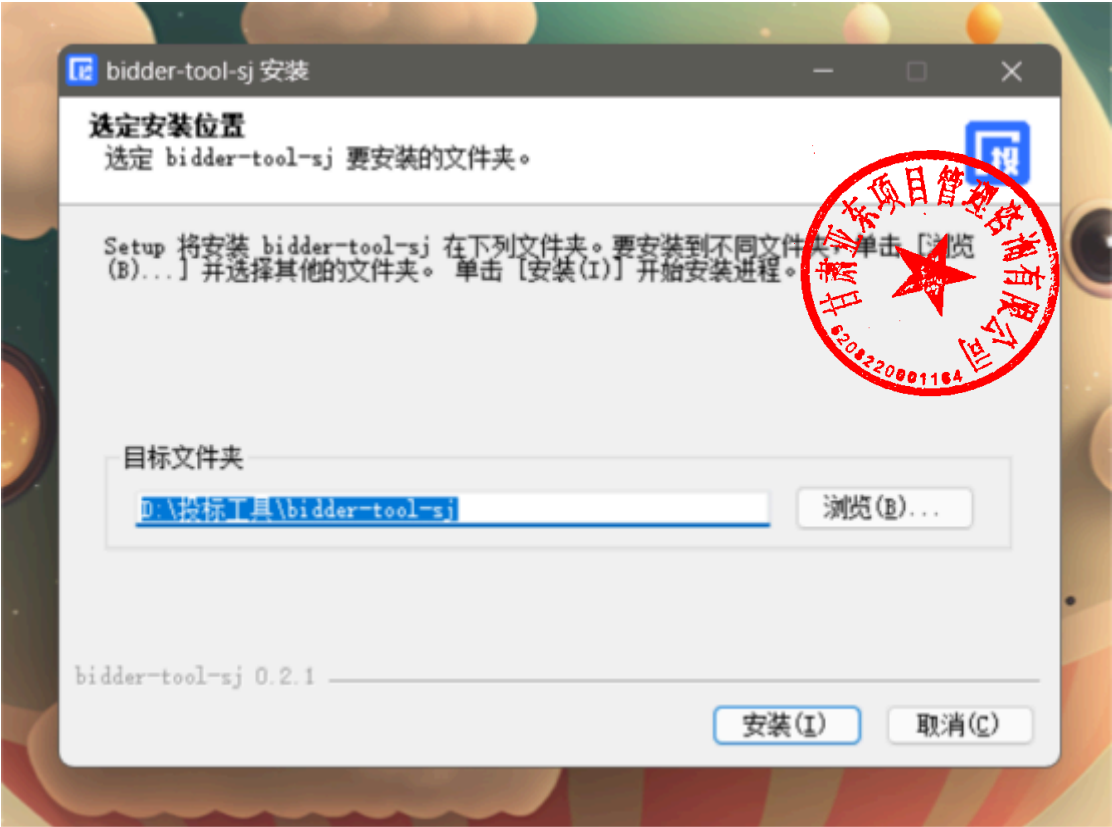 bidder-tool-sj 安装
选定安装位置
选定 bidder-tool-sj 要安装的文件夹。
投
Setup 将安装 bidder-tool-sj 在下列文件夹。要安装到不同文件夹，单击 [浏览
(B)...] 并选择其他的文件夹。 单击 [安装(I)] 开始安装进程。
甘肃亚东项目管理咨询有限公司
6208220001164
目标文件夹
D:\投标工具\bidder-tool-sj
浏览(B)...
bidder-tool-sj 0.2.1
安装(I)
取消(C)